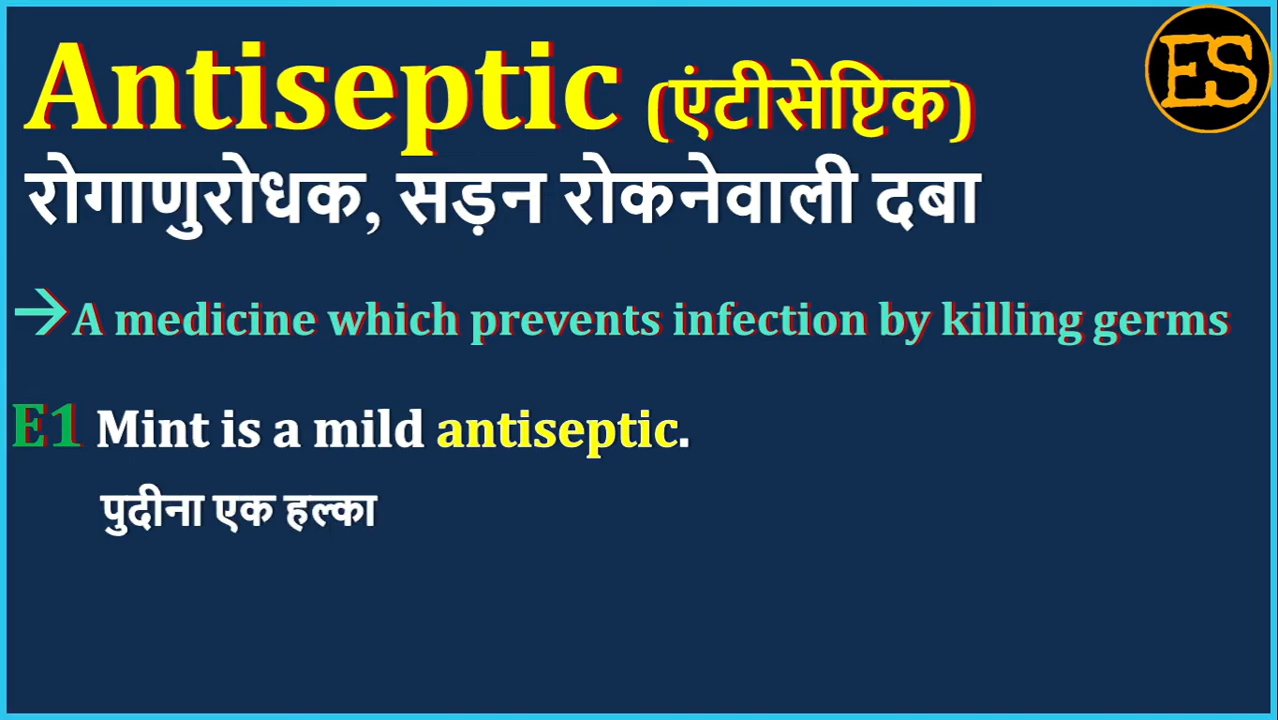 Antiseptic (एंटीसेप्टिक)
ES
रोगाणुरोधक, सड़न रोकनेवाली दबा
→A medicine which prevents infection by killing germs
E1 Mint is a mild antiseptic.
पुदीना एक हल्का